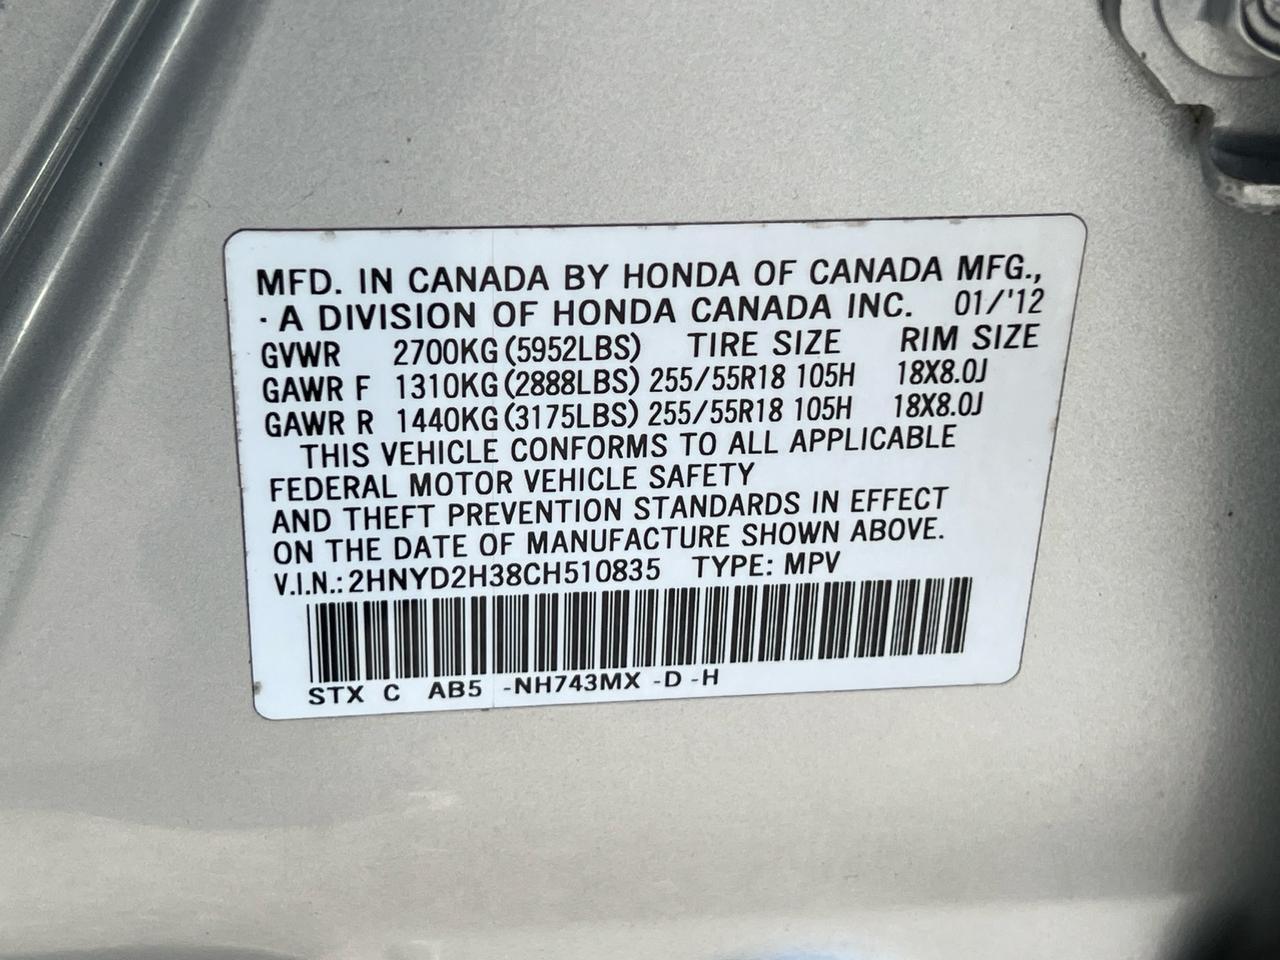 MFD. IN CANADA BY HONDA OF CANADA MFG.,
· A DIVISION OF HONDA CANADA INC. 01/'12
GVWR 2700KG (5952LBS) TIRE SIZE RIM SIZE
GAWR F 1310KG (2888LBS) 255/55R18 105H 18X8.0J
GAWR R 1440KG (3175LBS) 255/55R18 105H 18X8.0J
THIS VEHICLE CONFORMS TO ALL APPLICABLE
FEDERAL MOTOR VEHICLE SAFETY
AND THEFT PREVENTION STANDARDS IN EFFECT
ON THE DATE OF MANUFACTURE SHOWN ABOVE.
V.I.N.: 2HNYD2H38CH510835 TYPE: MPV
STX C AB5 -NH743MX -D -H